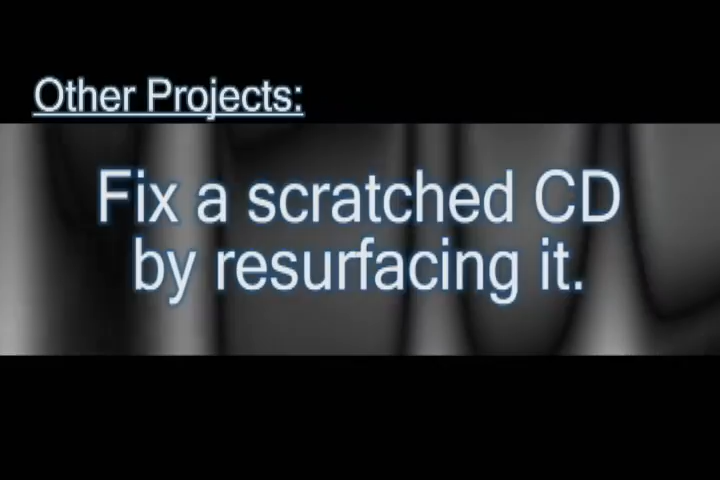 Other Projects:
Fix a scratched CD
by resurfacing it.